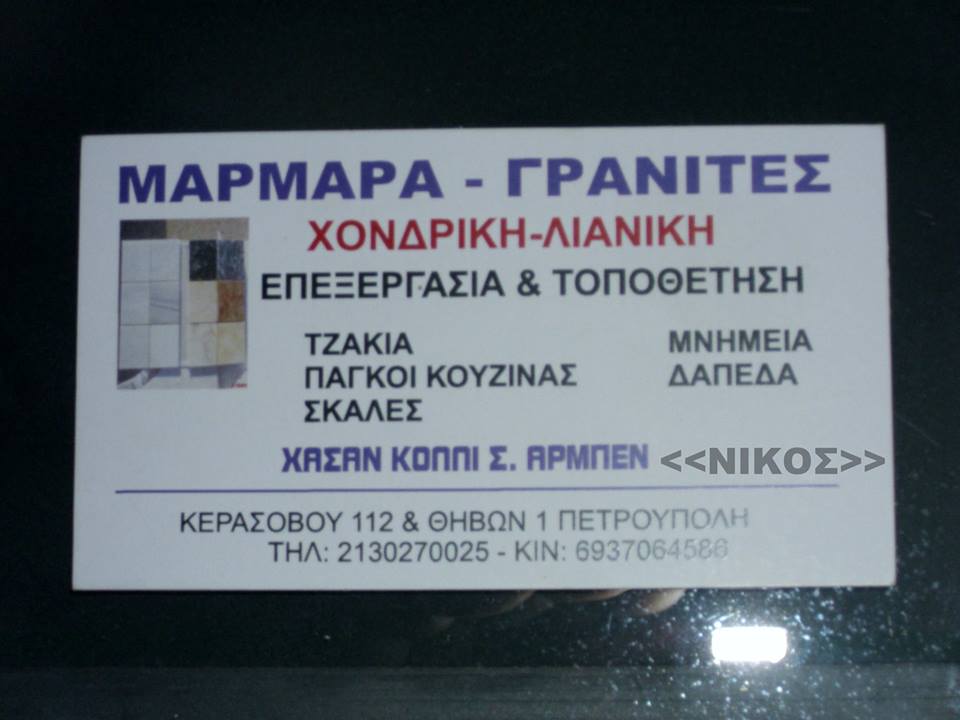 ΜΑΡΜΑΡΑ - ΓΡΑΝΙΤΕΣ
ΧΟΝΔΡΙΚΗ-ΛΙΑΝΙΚΗ
ΕΠΕΞΕΡΓΑΣΙΑ & ΤΟΠΟΘΕΤΗΣΗ
ΤΖΑΚΙΑ ΜΝΗΜΕΙΑ
ΠΑΓΚΟΙ ΚΟΥΖΙΝΑΣ ΔΑΠΕΔΑ
ΣΚΑΛΕΣ
ΧΑΣΑΝ ΚΟΠΠΙ Σ. ΑΡΜΠΕΝ <<ΝΙΚΟΣ>>
ΚΕΡΑΣΟΒΟΥ 112 & ΘΗΒΩΝ 1 ΠΕΤΡΟΥΠΟΛΗ
ΤΗΛ: 2130270025 - ΚΙΝ: 6937064586